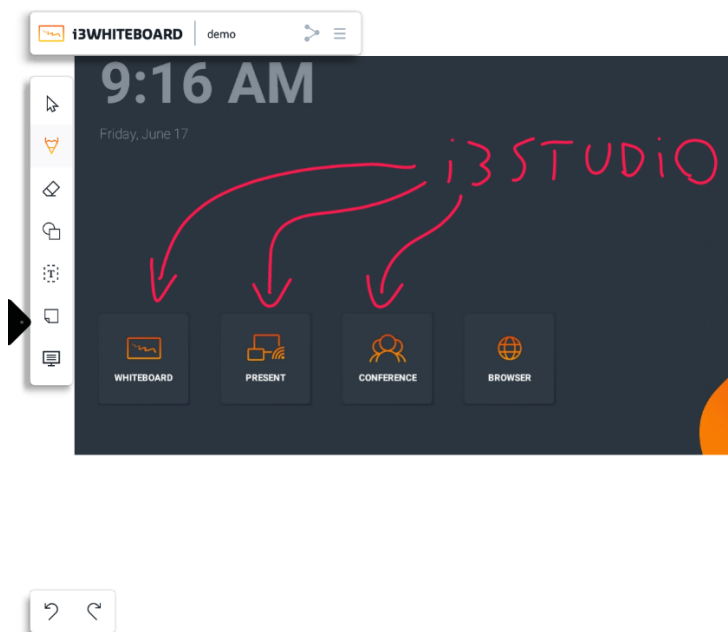 i3WHITEBOARD demo
9:16 AM
Friday, June 17
i3STUDiO
T
WHITEBOARD PRESENT CONFERENCE BROWSER